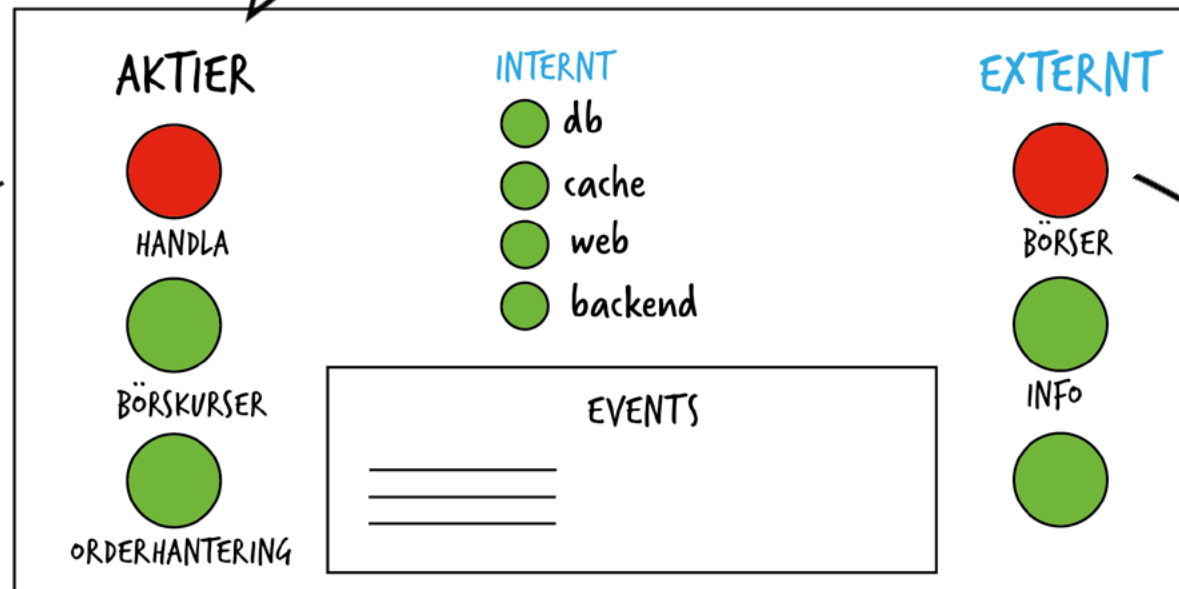 AKTIER
HANDLA
BÖRSKURSER
ORDERHANTERING
INTERNT
db
cache
web
backend
EVENTS
EXTERNT
BÖRSER
INFO